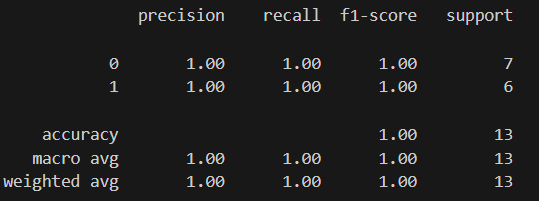 precision recall f1-score support
0 1.00 1.00 1.00 7
1 1.00 1.00 1.00 6
accuracy 1.00 13
macro avg 1.00 1.00 1.00 13
weighted avg 1.00 1.00 1.00 13